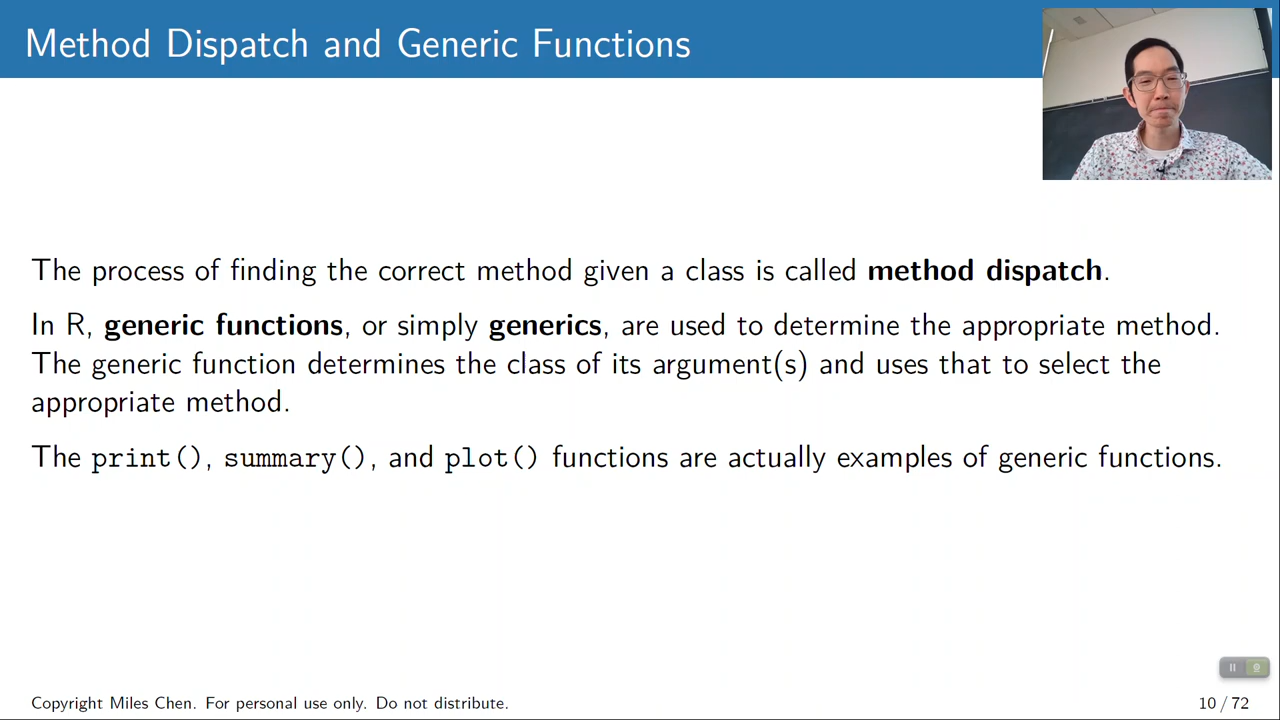 Method Dispatch and Generic Functions
The process of finding the correct method given a class is called method dispatch.
In R, generic functions, or simply generics, are used to determine the appropriate method.
The generic function determines the class of its argument(s) and uses that to select the
appropriate method.
The print(), summary(), and plot() functions are actually examples of generic functions.
Copyright Miles Chen. For personal use only. Do not distribute.
10 / 72